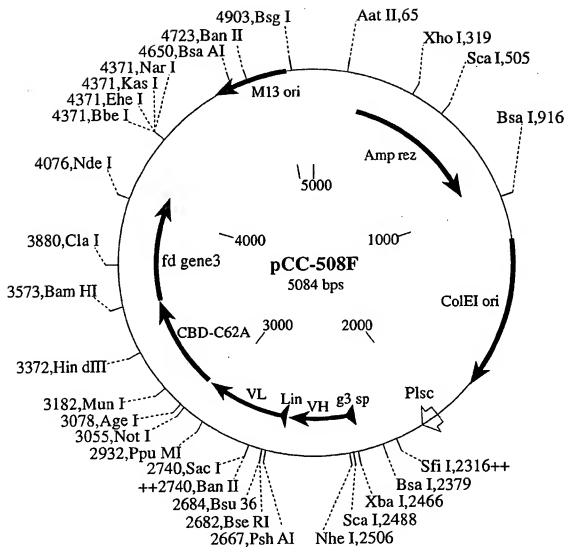 4903,Bsg I
4723,Ban II
4650,Bsa AI
4371,Nar I
4371,Kas I
4371,Ehe I
4371,Bbe I
4076,Nde I
3880,Cla I
3573,Bam HI
3372,Hin dIII
3182,Mun I
3078,Age I
3055,Not I
2932,Ppu MI
2740,Sac I
++2740,Ban II
2684,Bsu 36
2682,Bse RI
2667,Psh AI
Aat II,65
Xho I,319
Sca I,505
Bsa I,916
Sfi I,2316++
Bsa I,2379
Xba I,2466
Sca I,2488
Nhe I,2506
M13 ori
Amp rez
ColEI ori
Plsc
g3 sp
VH
Lin
VL
CBD-C62A
fd gene3
5000
1000
2000
3000
4000
pCC-508F
5084 bps